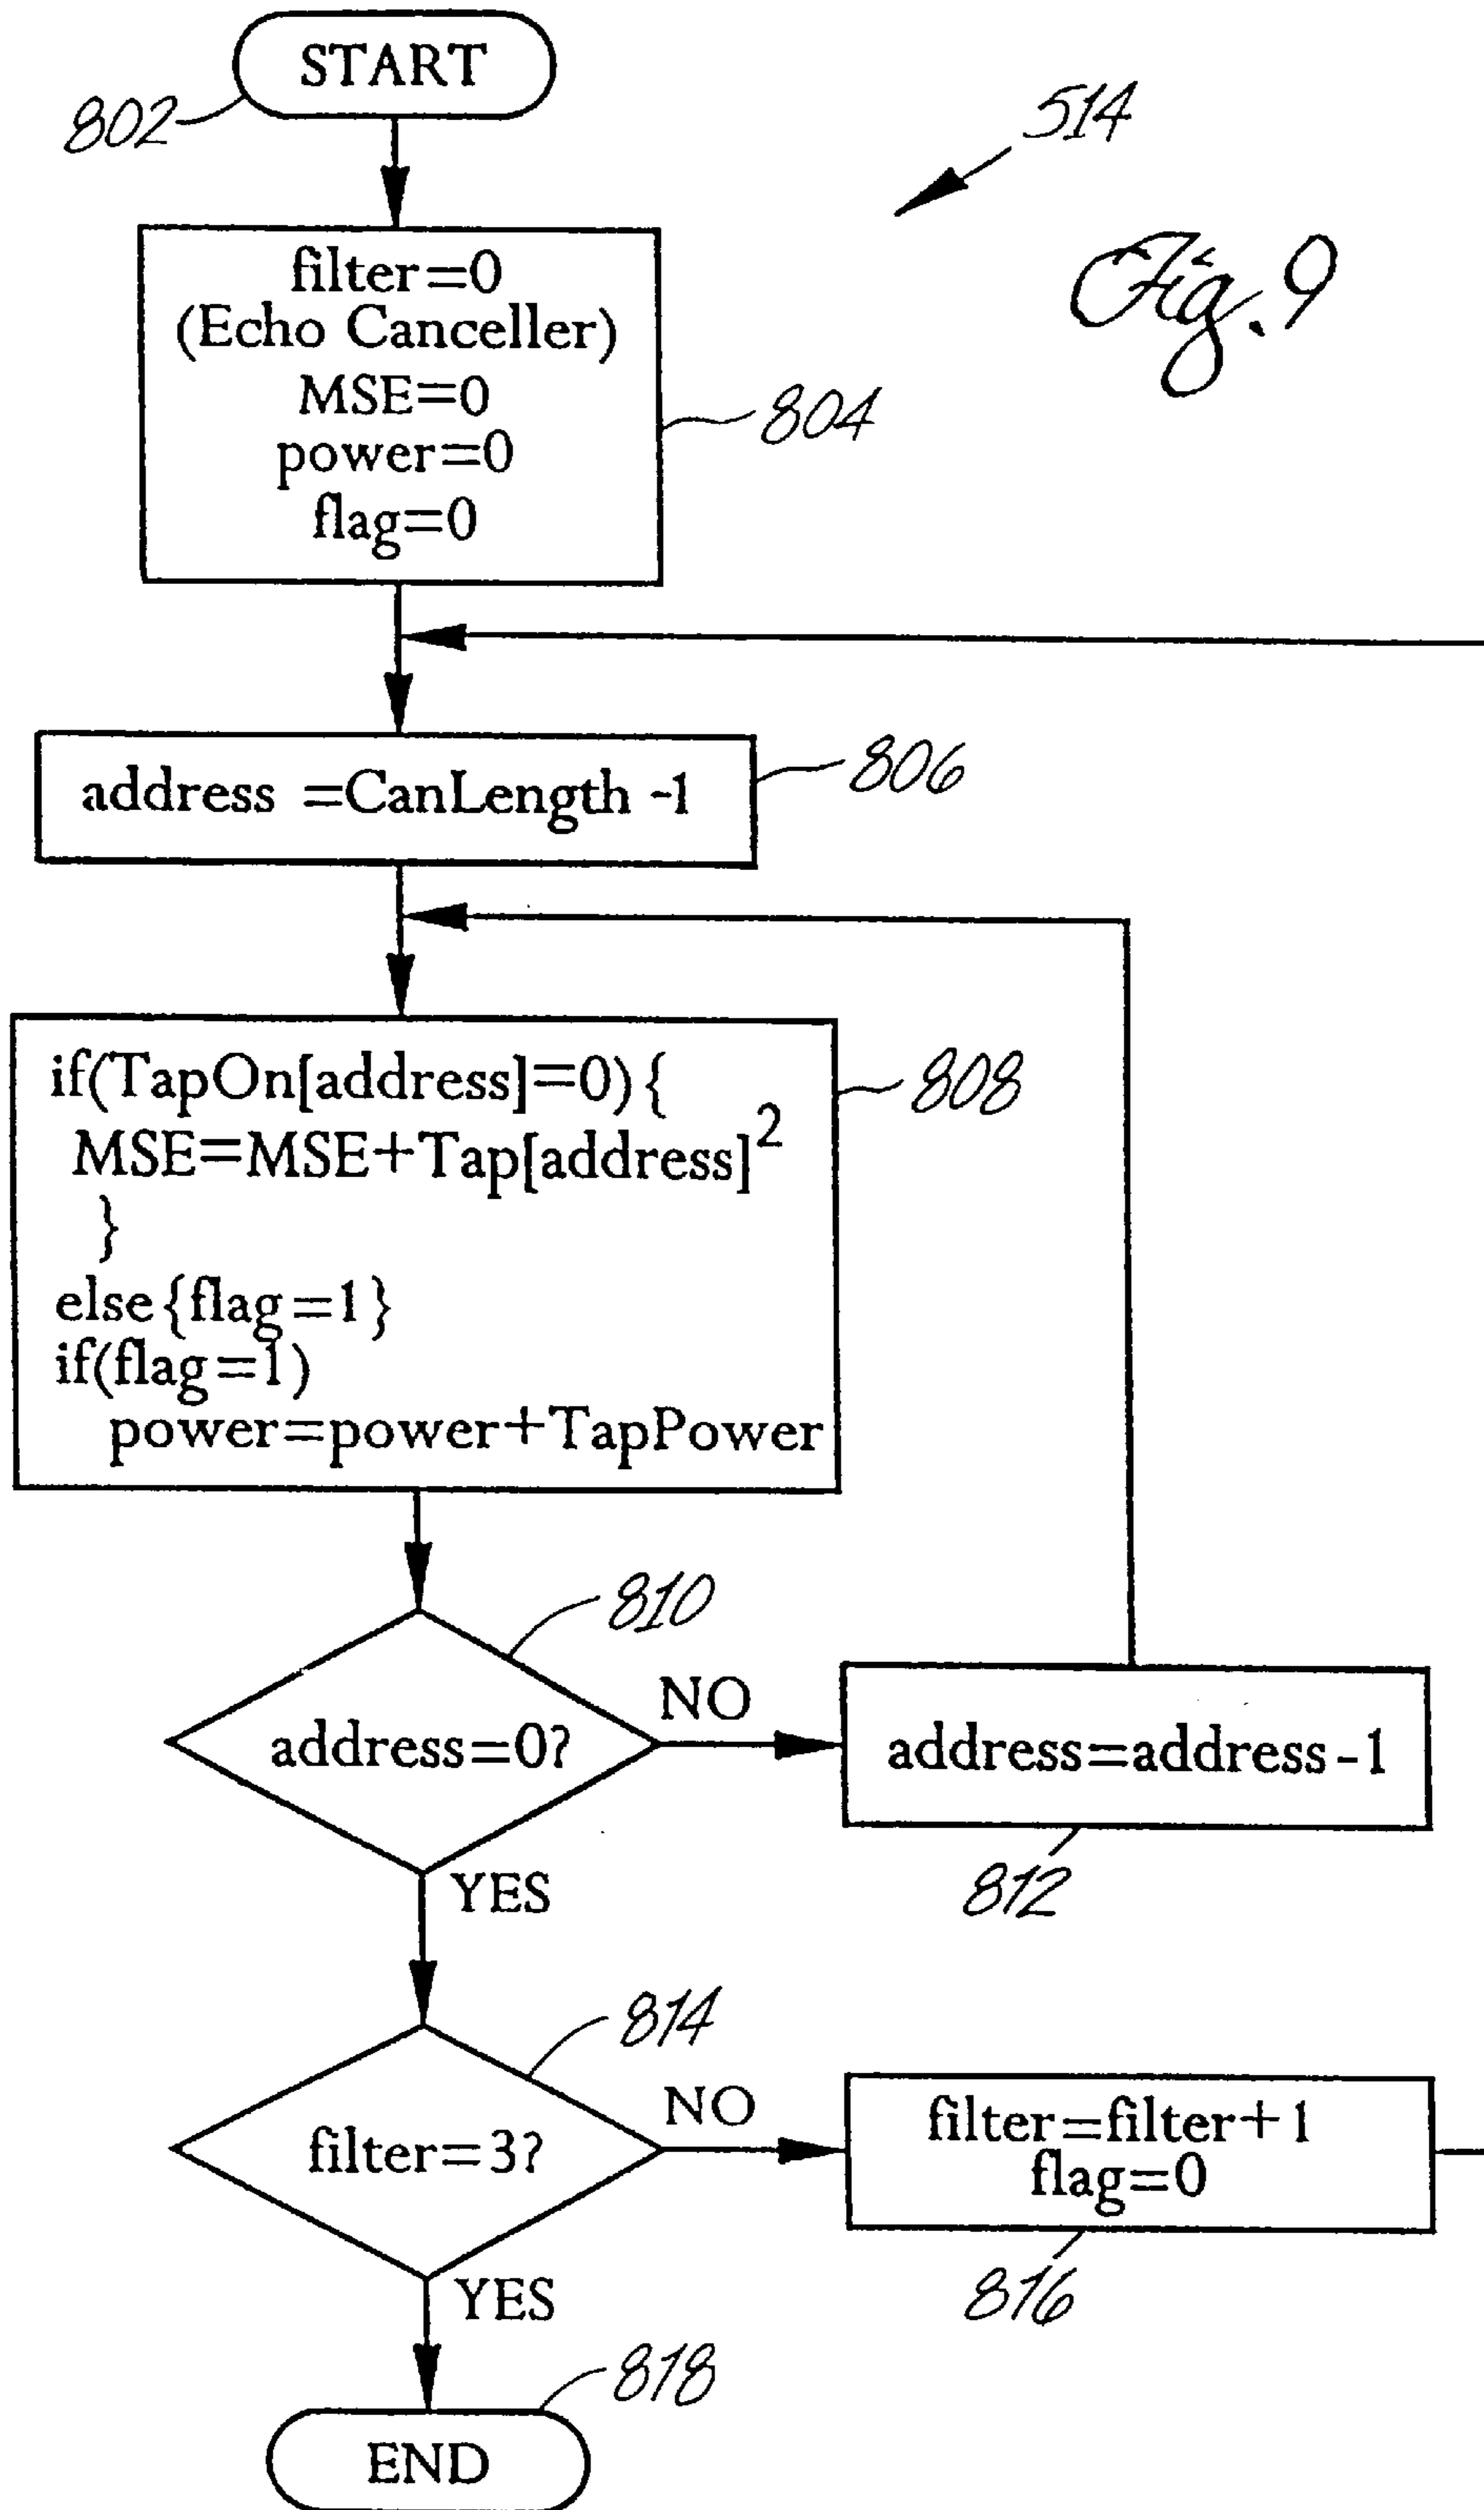 START
802
514
Fig. 9
filter=0
(Echo Canceller)
MSE=0
power=0
flag=0
804
address =CanLength -1
806
if(TapOn[address]=0){
MSE=MSE+Tap[address]²
}
else{flag=1}
if(flag=1)
power=power+TapPower
808
810
address=0?
NO
address=address-1
812
YES
814
filter=3?
NO
filter=filter+1
flag=0
816
YES
818
END